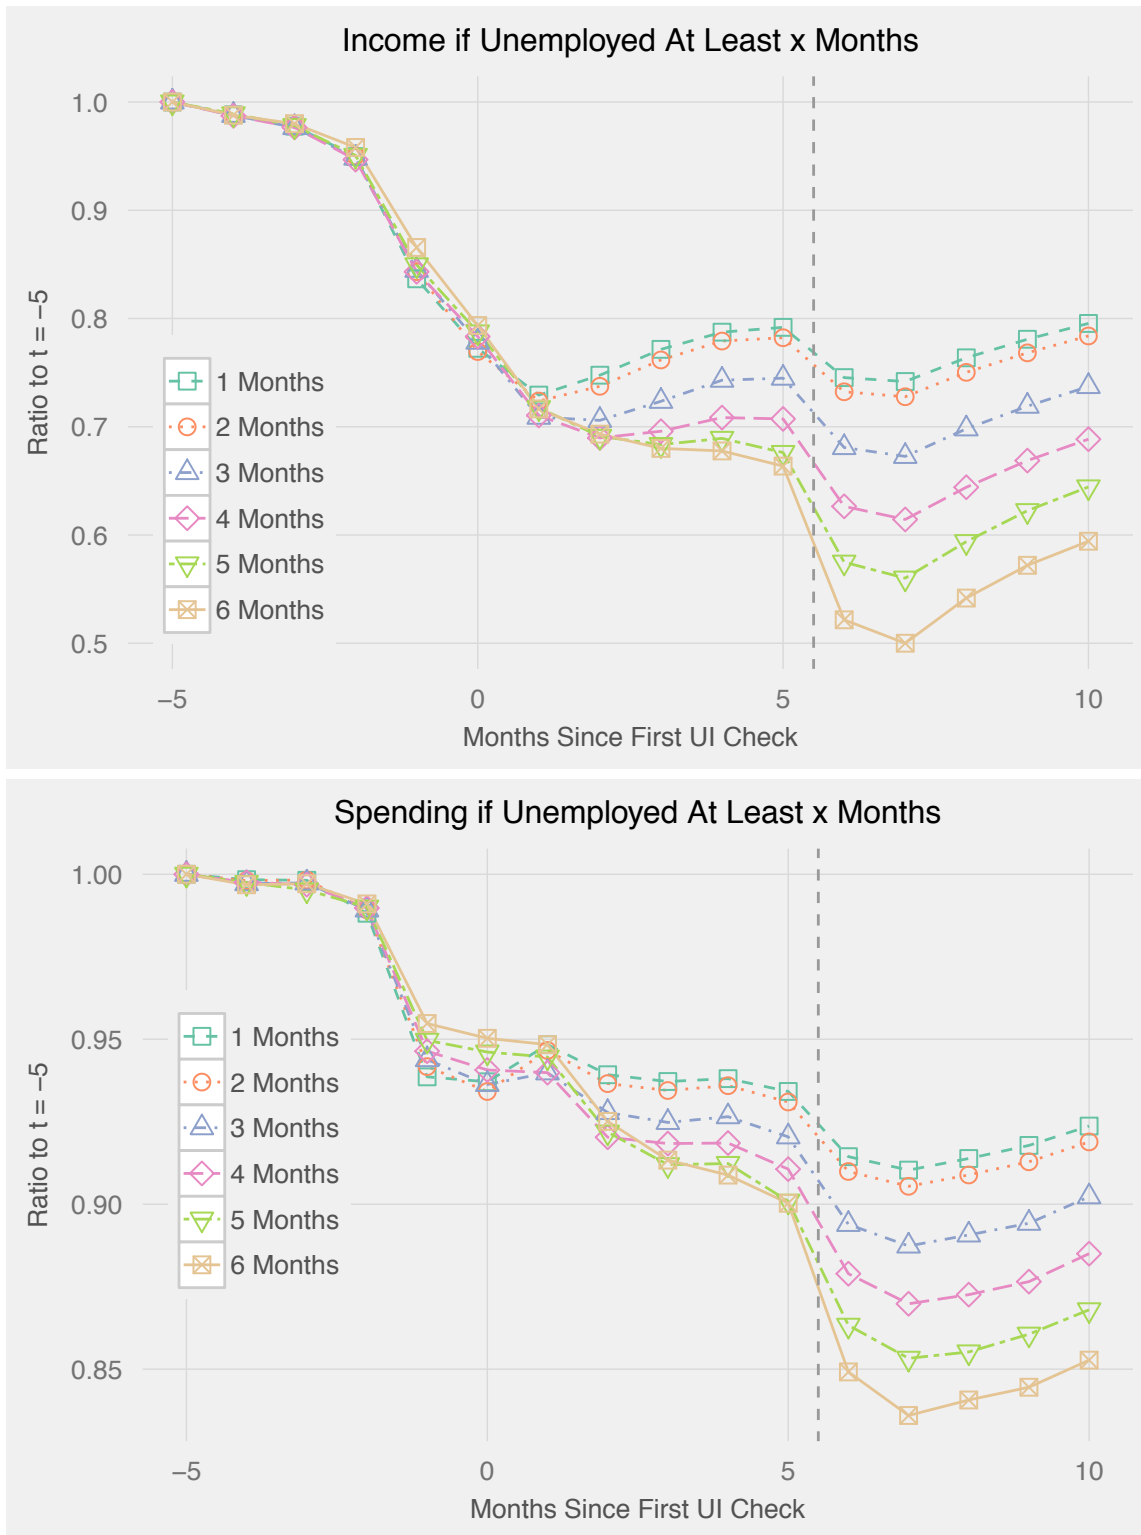 Income if Unemployed At Least x Months
1.0
0.9
0.8
0.7
0.6
0.5
Ratio to t = −5
1 Months
2 Months
3 Months
4 Months
5 Months
6 Months
−5
0
5
10
Months Since First UI Check
Spending if Unemployed At Least x Months
1.00
0.95
0.90
0.85
Ratio to t = −5
1 Months
2 Months
3 Months
4 Months
5 Months
6 Months
−5
0
5
10
Months Since First UI Check